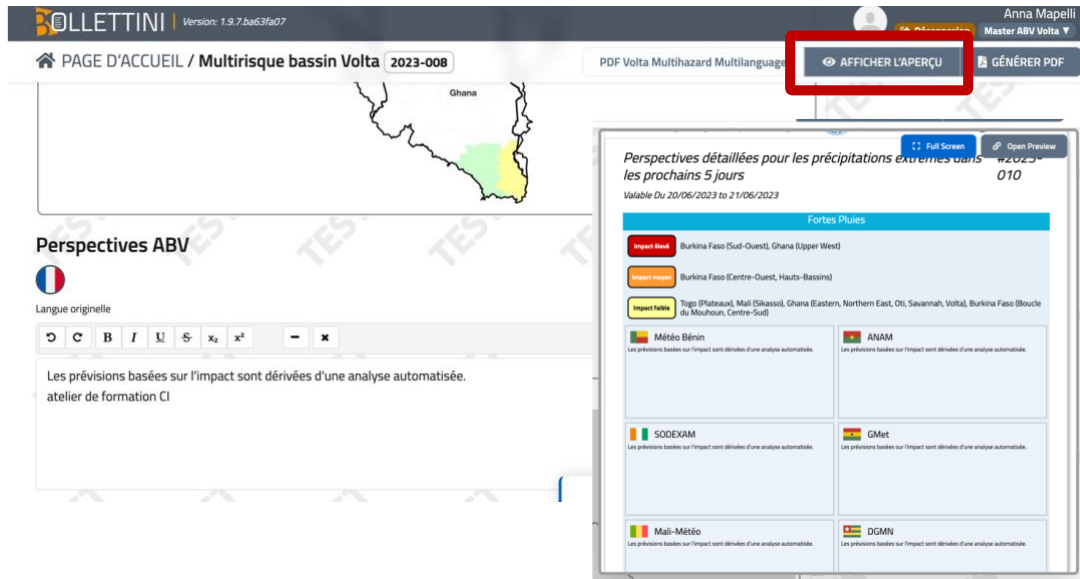 BOLLETTINI Version: 1.9.7.ba63fa07
Anna Mapelli
Déconnexion Master ABV Volta ▼
PAGE D'ACCUEIL / Multirisque bassin Volta 2023-008
PDF Volta Multihazard Multilanguage
AFFICHER L'APERÇU
GÉNÉRER PDF
Ghana
Perspectives ABV
Langue originelle
B I U S x₂ x²
Les prévisions basées sur l'impact sont dérivées d'une analyse automatisée.
atelier de formation CI
Full Screen
Open Preview
Perspectives détaillées pour les précipitations extrêmes dans
les prochains 5 jours
#2023-
010
Valable Du 20/06/2023 to 21/06/2023
Fortes Pluies
Impact élevé Burkina Faso (Sud-Ouest), Ghana (Upper West)
Impact moyen Burkina Faso (Centre-Ouest, Hauts-Bassins)
Impact faible Togo (Plateaux), Mali (Sikasso), Ghana (Eastern, Northern East, Oti, Savannah, Volta), Burkina Faso (Boucle
du Mouhoun, Centre-Sud)
Météo Bénin
Les prévisions basées sur l'impact sont dérivées d'une analyse automatisée.
ANAM
Les prévisions basées sur l'impact sont dérivées d'une analyse automatisée.
SODEXAM
Les prévisions basées sur l'impact sont dérivées d'une analyse automatisée.
GMet
Les prévisions basées sur l'impact sont dérivées d'une analyse automatisée.
Mali-Météo
Les prévisions basées sur l'impact sont dérivées d'une analyse automatisée.
DGMN
Les prévisions basées sur l'impact sont dérivées d'une analyse automatisée.